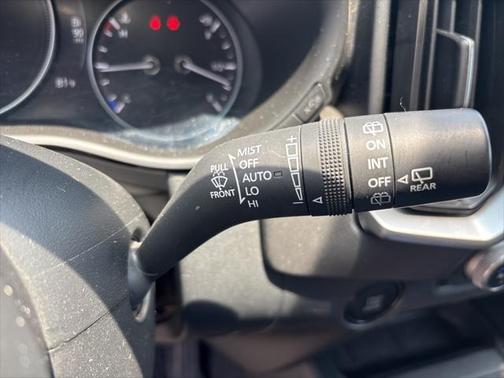 MIST
PULL OFF
AUTO
FRONT LO
HI
ON
INT
OFF
REAR